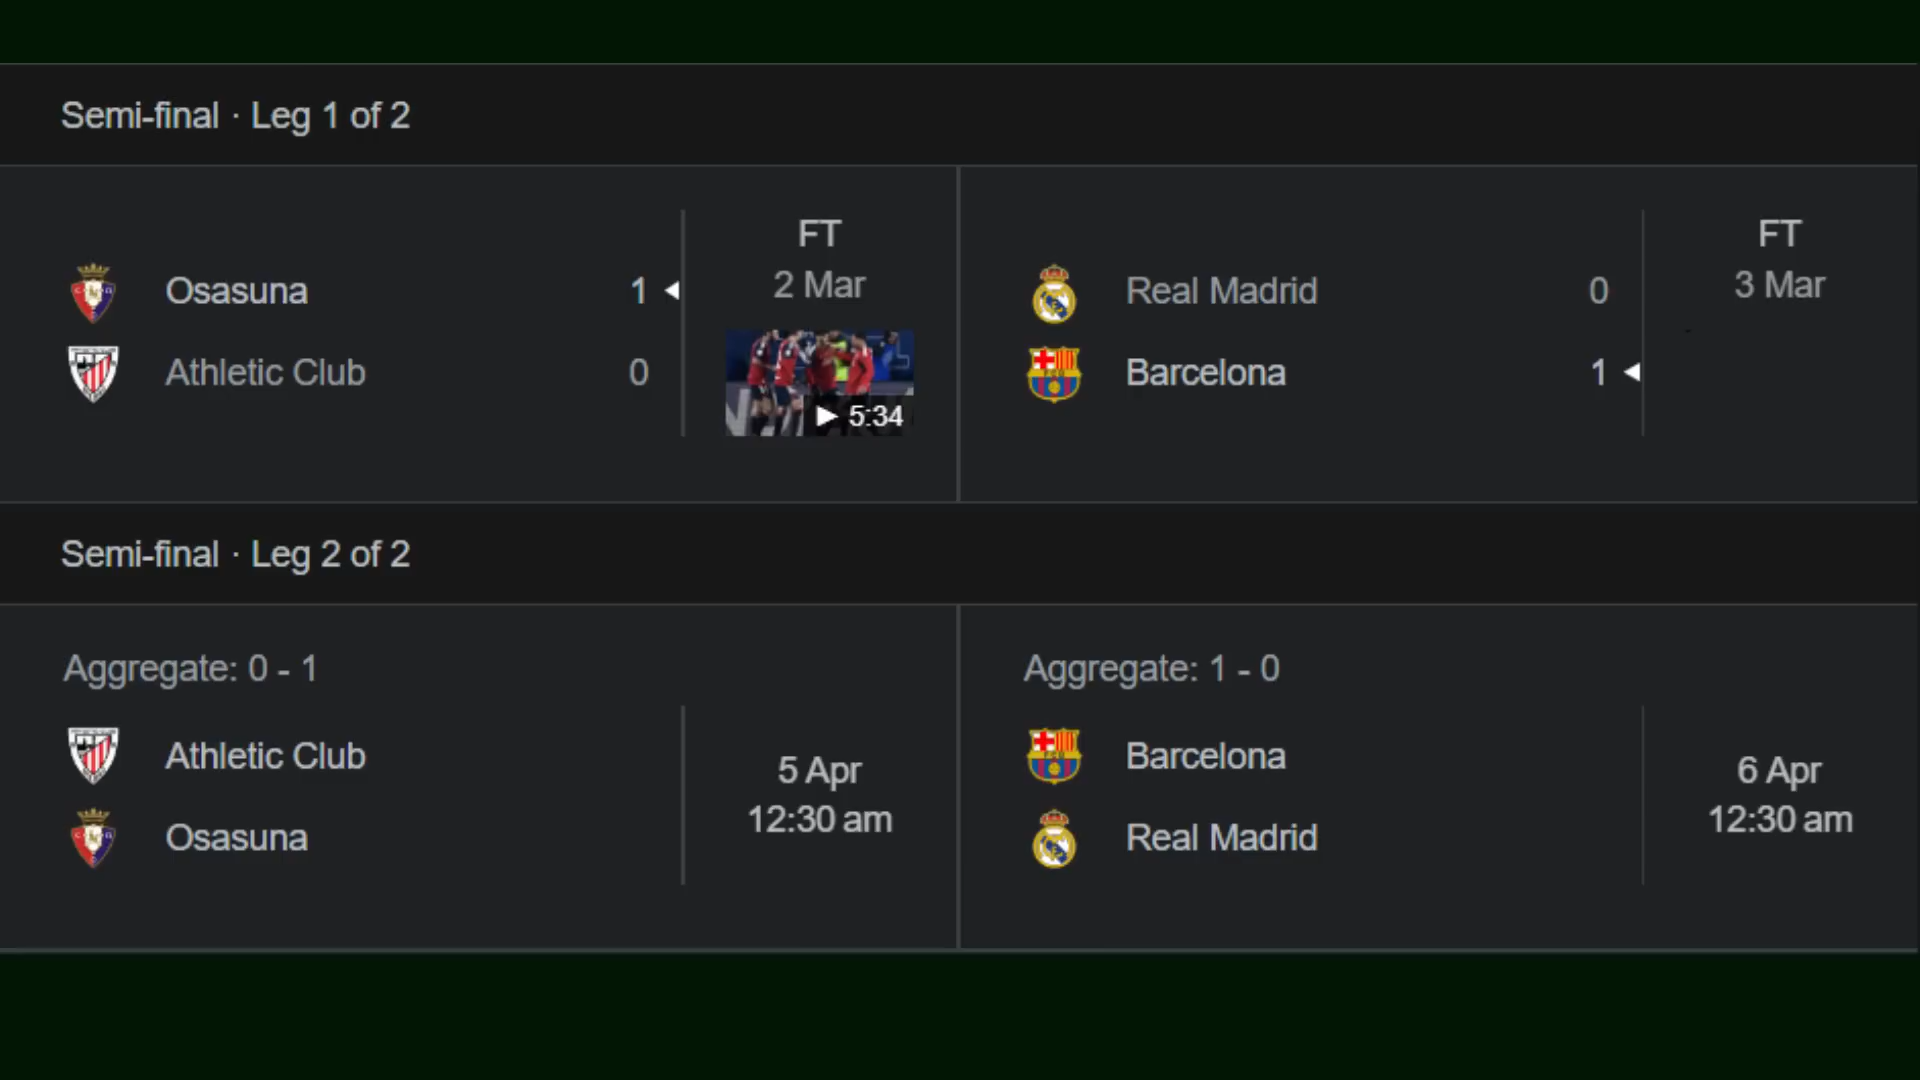 Semi-final · Leg 1 of 2
Osasuna 1
Athletic Club 0
FT
2 Mar
5:34
Real Madrid 0
Barcelona 1
FT
3 Mar
Semi-final · Leg 2 of 2
Aggregate: 0 - 1
Athletic Club
Osasuna
5 Apr
12:30 am
Aggregate: 1 - 0
Barcelona
Real Madrid
6 Apr
12:30 am